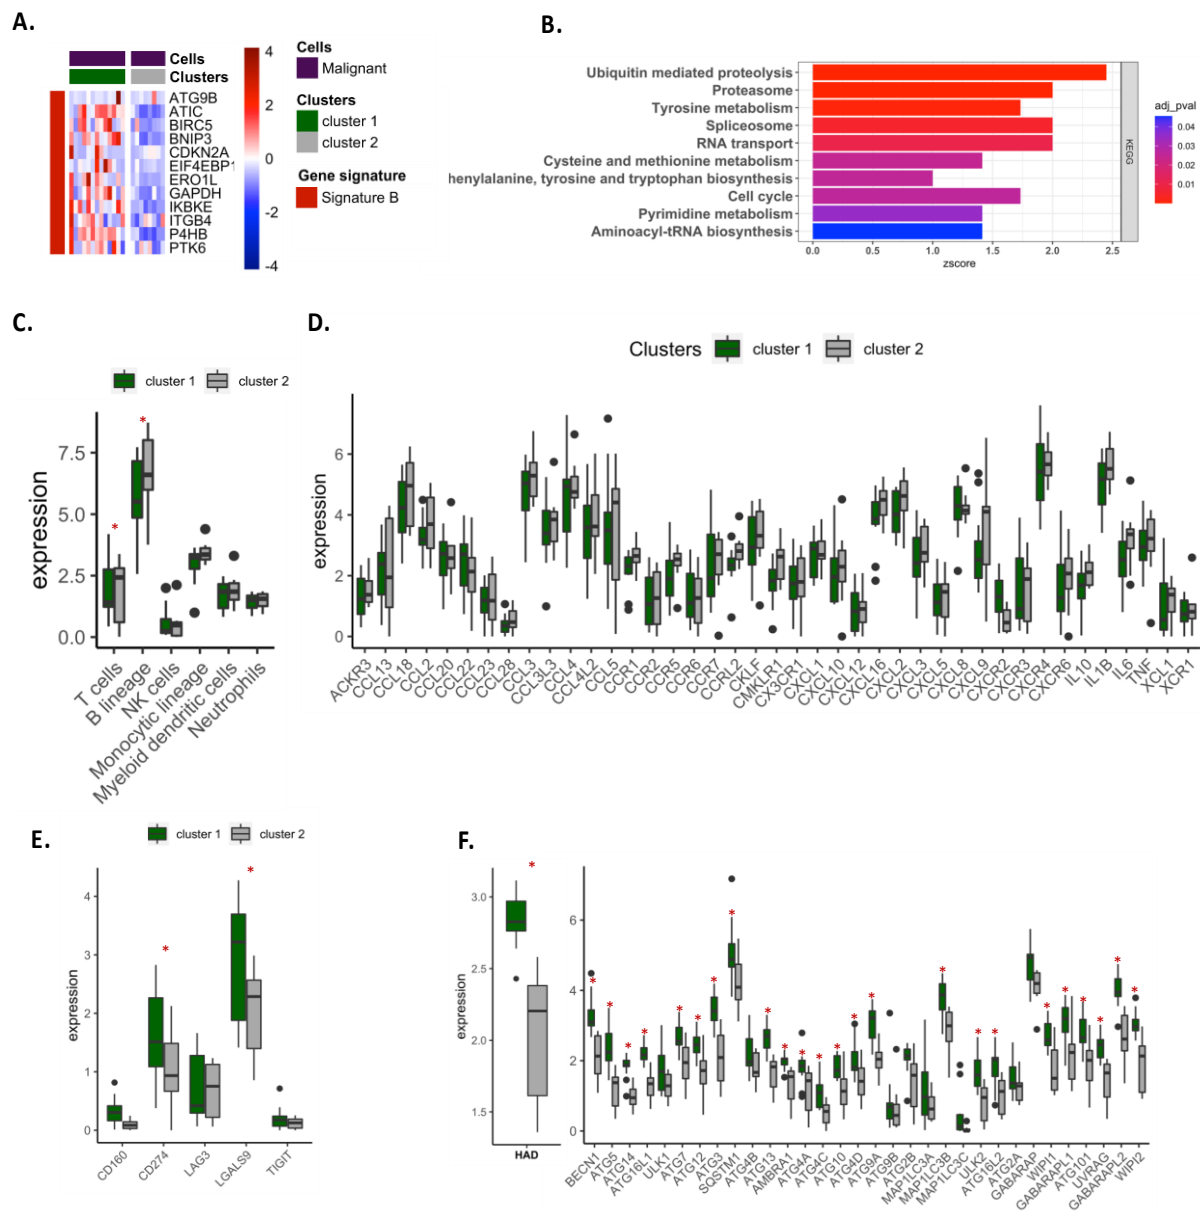 A.
Cells
Clusters
ATG9B
ATIC
BIRC5
BNIP3
CDKN2A
EIF4EBP1
ERO1L
GAPDH
IKBKE
ITGB4
P4HB
PTK6
4
2
0
-2
-4
Cells
Malignant
Clusters
cluster 1
cluster 2
Gene signature
Signature B
B.
Ubiquitin mediated proteolysis
Proteasome
Tyrosine metabolism
Spliceosome
RNA transport
Cysteine and methionine metabolism
henylalanine, tyrosine and tryptophan biosynthesis
Cell cycle
Pyrimidine metabolism
Aminoacyl-tRNA biosynthesis
0.0 0.5 1.0 1.5 2.0 2.5
zscore
KEGG
adj_pval
0.04
0.03
0.02
0.01
C.
cluster 1 cluster 2
expression
7.5
5.0
2.5
0.0
*
*
T cells
B lineage
NK cells
Monocytic lineage
Myeloid dendritic cells
Neutrophils
D.
Clusters cluster 1 cluster 2
expression
6
4
2
0
ACKR3
CCL13
CCL18
CCL2
CCL20
CCL22
CCL23
CCL28
CCL3
CCL3L3
CCL4
CCL4L2
CCL5
CCR1
CCR2
CCR5
CCR6
CCR7
CCRL2
CKLF
CMKLR1
CX3CR1
CXCL1
CXCL10
CXCL12
CXCL16
CXCL2
CXCL3
CXCL5
CXCL8
CXCL9
CXCR2
CXCR3
CXCR4
CXCR6
IL10
IL1B
IL6
TNF
XCL1
XCR1
E.
cluster 1 cluster 2
expression
4
3
2
1
0
*
*
CD160
CD274
LAG3
LGALS9
TIGIT
F.
expression
3.0
2.5
2.0
1.5
*
HAD
6
4
2
0
* * * * * * * * * * * * * * * * * * * * * * * *
BECN1
ATG5
ATG14
ATG16L1
ULK1
ATG7
ATG12
ATG3
SQSTM1
ATG4B
ATG13
AMBRA1
ATG4A
ATG4C
ATG10
ATG4D
ATG9A
ATG9B
ATG2B
MAP1LC3A
MAP1LC3B
MAP1LC3C
ULK2
ATG16L2
ATG2A
GABARAP
WIPI1
GABARAPL1
ATG101
UVRAG
GABARAPL2
WIPI2